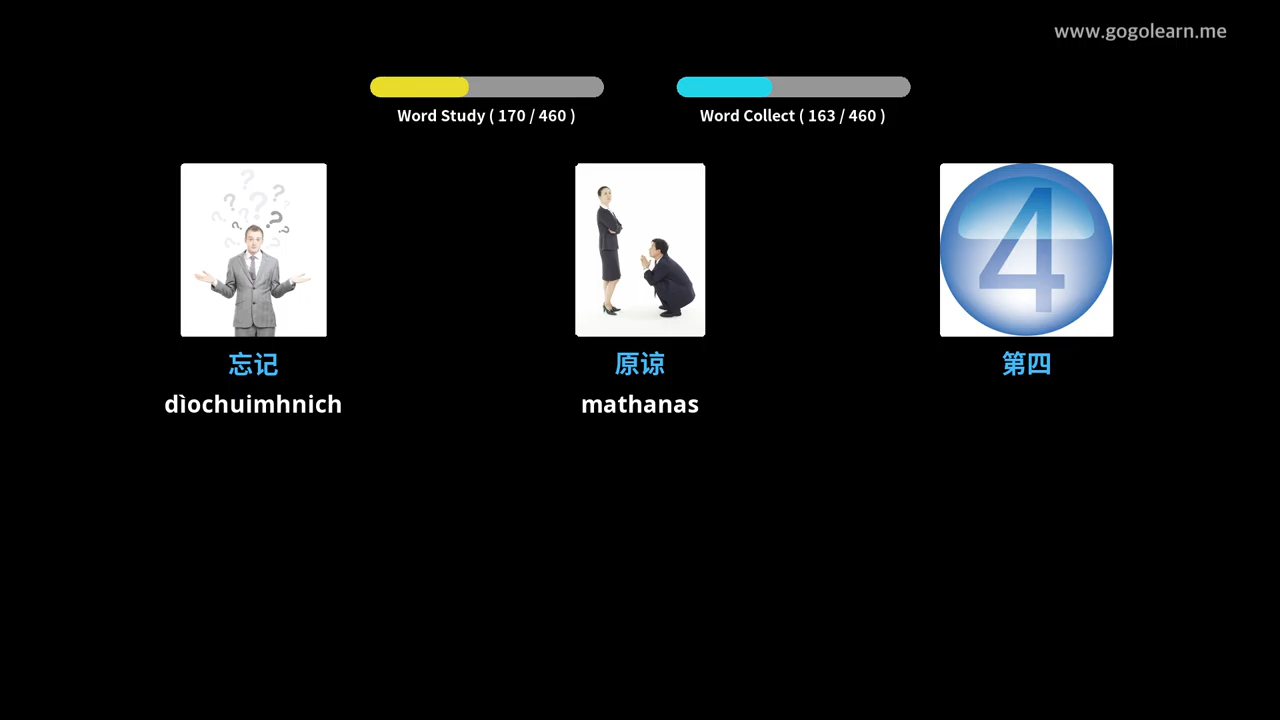 www.gogolearn.me
Word Study ( 170 / 460 )
Word Collect ( 163 / 460 )
4
忘记
原谅
第四
dìochuimhnich
mathanas